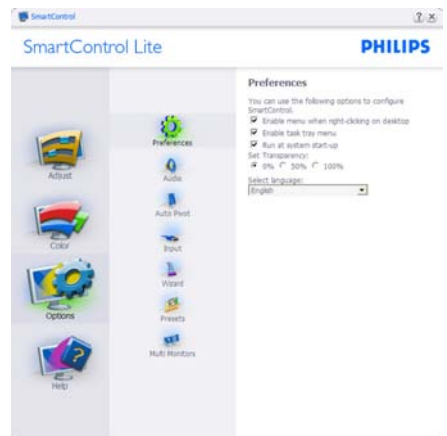 SmartControl
SmartControl Lite
PHILIPS
Adjust
Color
Options
Help
Preferences
Audio
Auto Pivot
Input
Wizard
Presets
Multi Monitors
Preferences
You can use the following options to configure
SmartControl.
Enable menu when right-clicking on desktop
Enable task tray menu
Run at system start-up
Set Transparency:
0% 50% 100%
Select language:
English